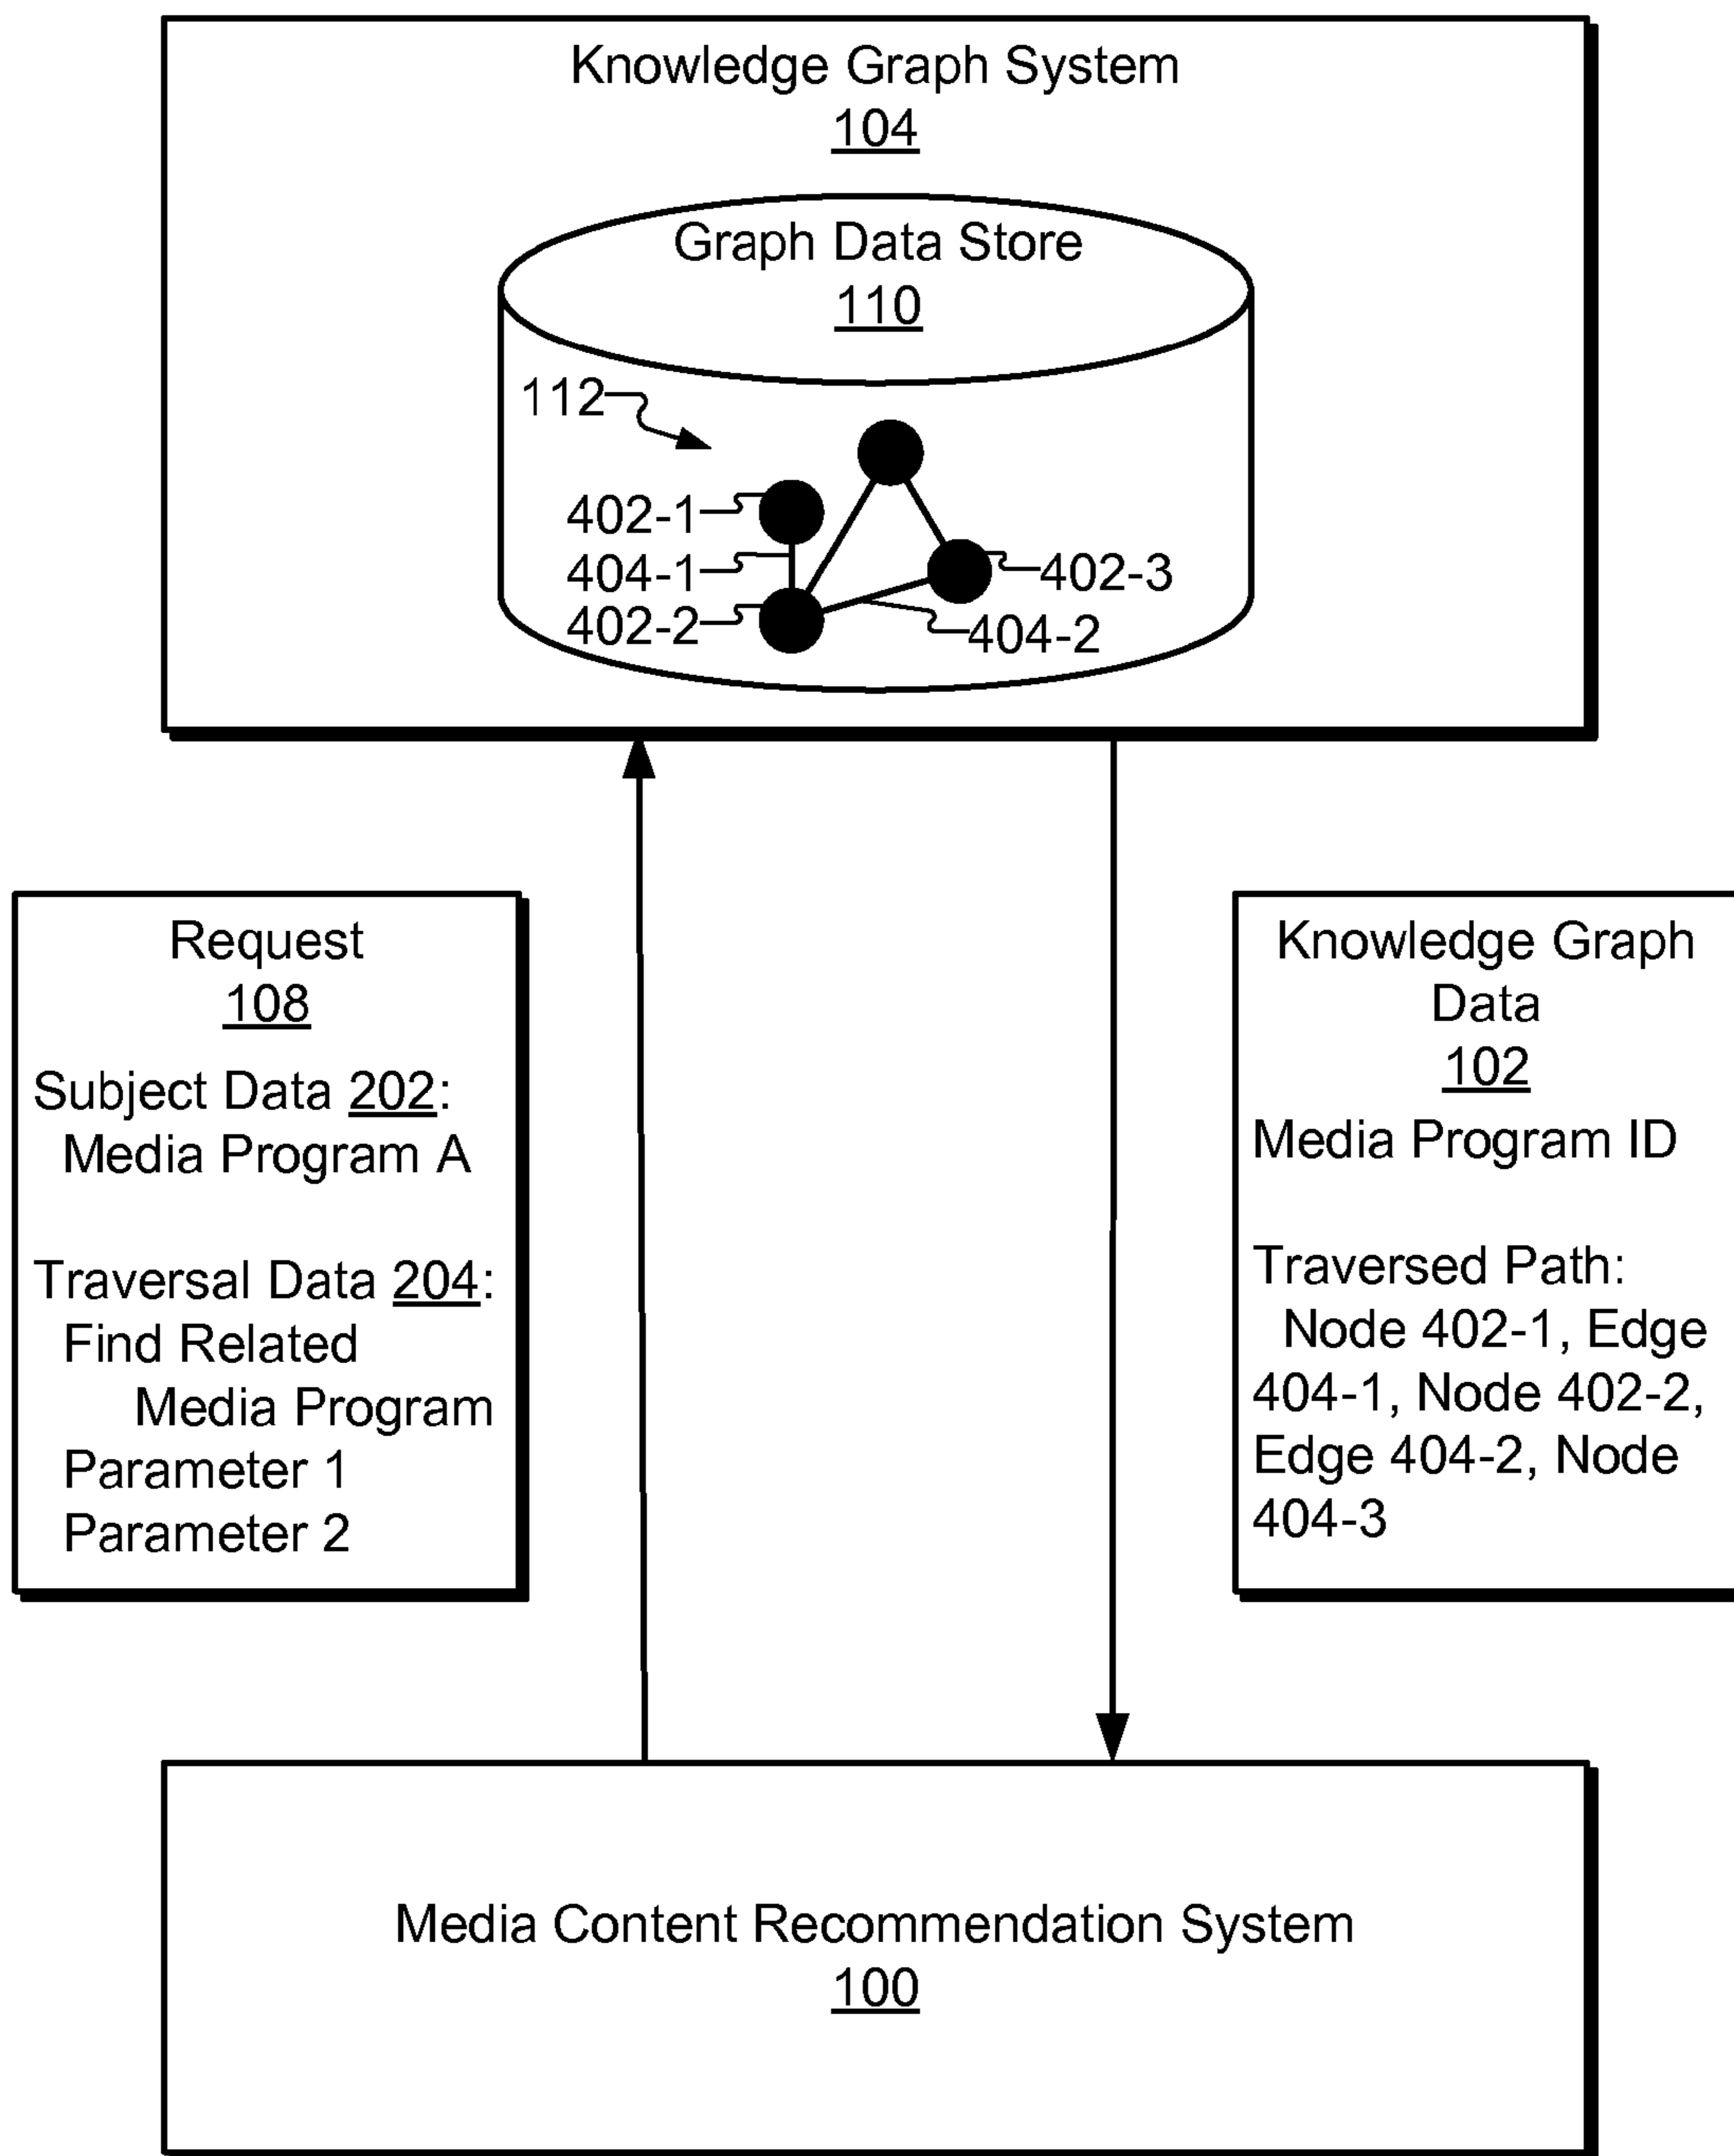 Knowledge Graph System
104
Graph Data Store
110
112
402-1
404-1
402-2
402-3
404-2
Request
108
Subject Data 202:
Media Program A
Traversal Data 204:
Find Related
Media Program
Parameter 1
Parameter 2
Knowledge Graph
Data
102
Media Program ID
Traversed Path:
Node 402-1, Edge
404-1, Node 402-2,
Edge 404-2, Node
404-3
Media Content Recommendation System
100